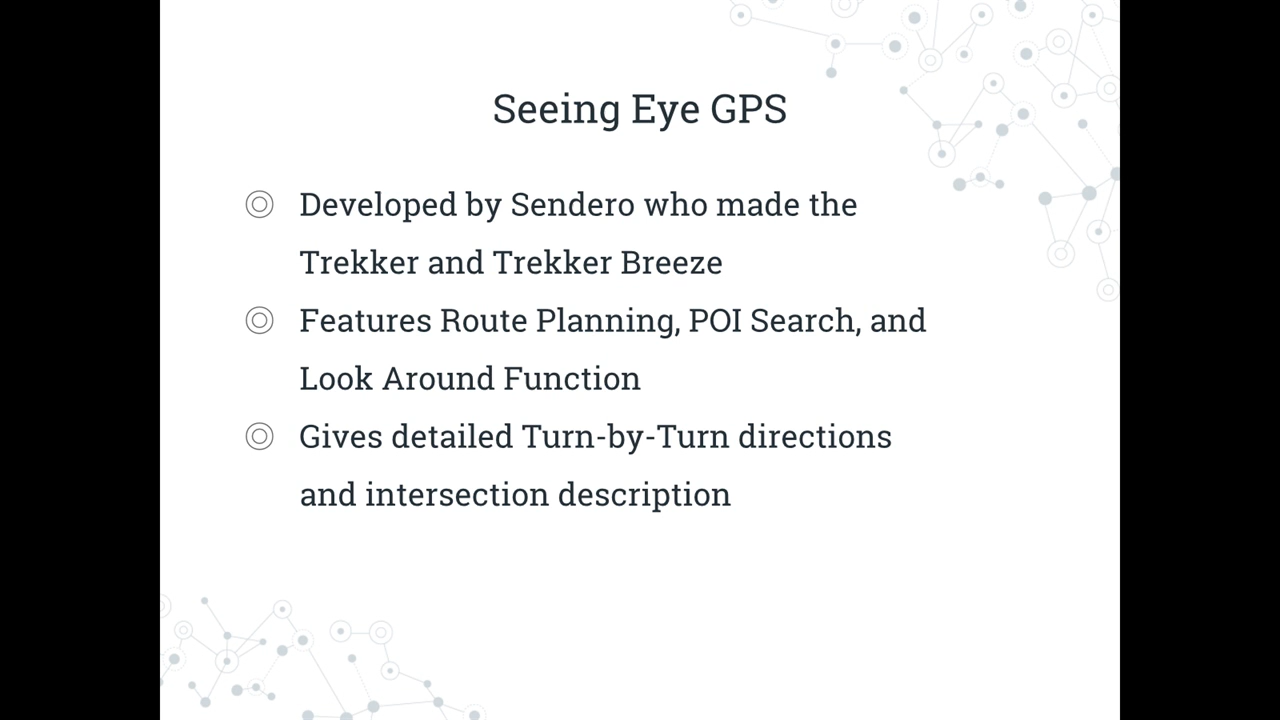 Seeing Eye GPS
Developed by Sendero who made the
Trekker and Trekker Breeze
Features Route Planning, POI Search, and
Look Around Function
Gives detailed Turn-by-Turn directions
and intersection description